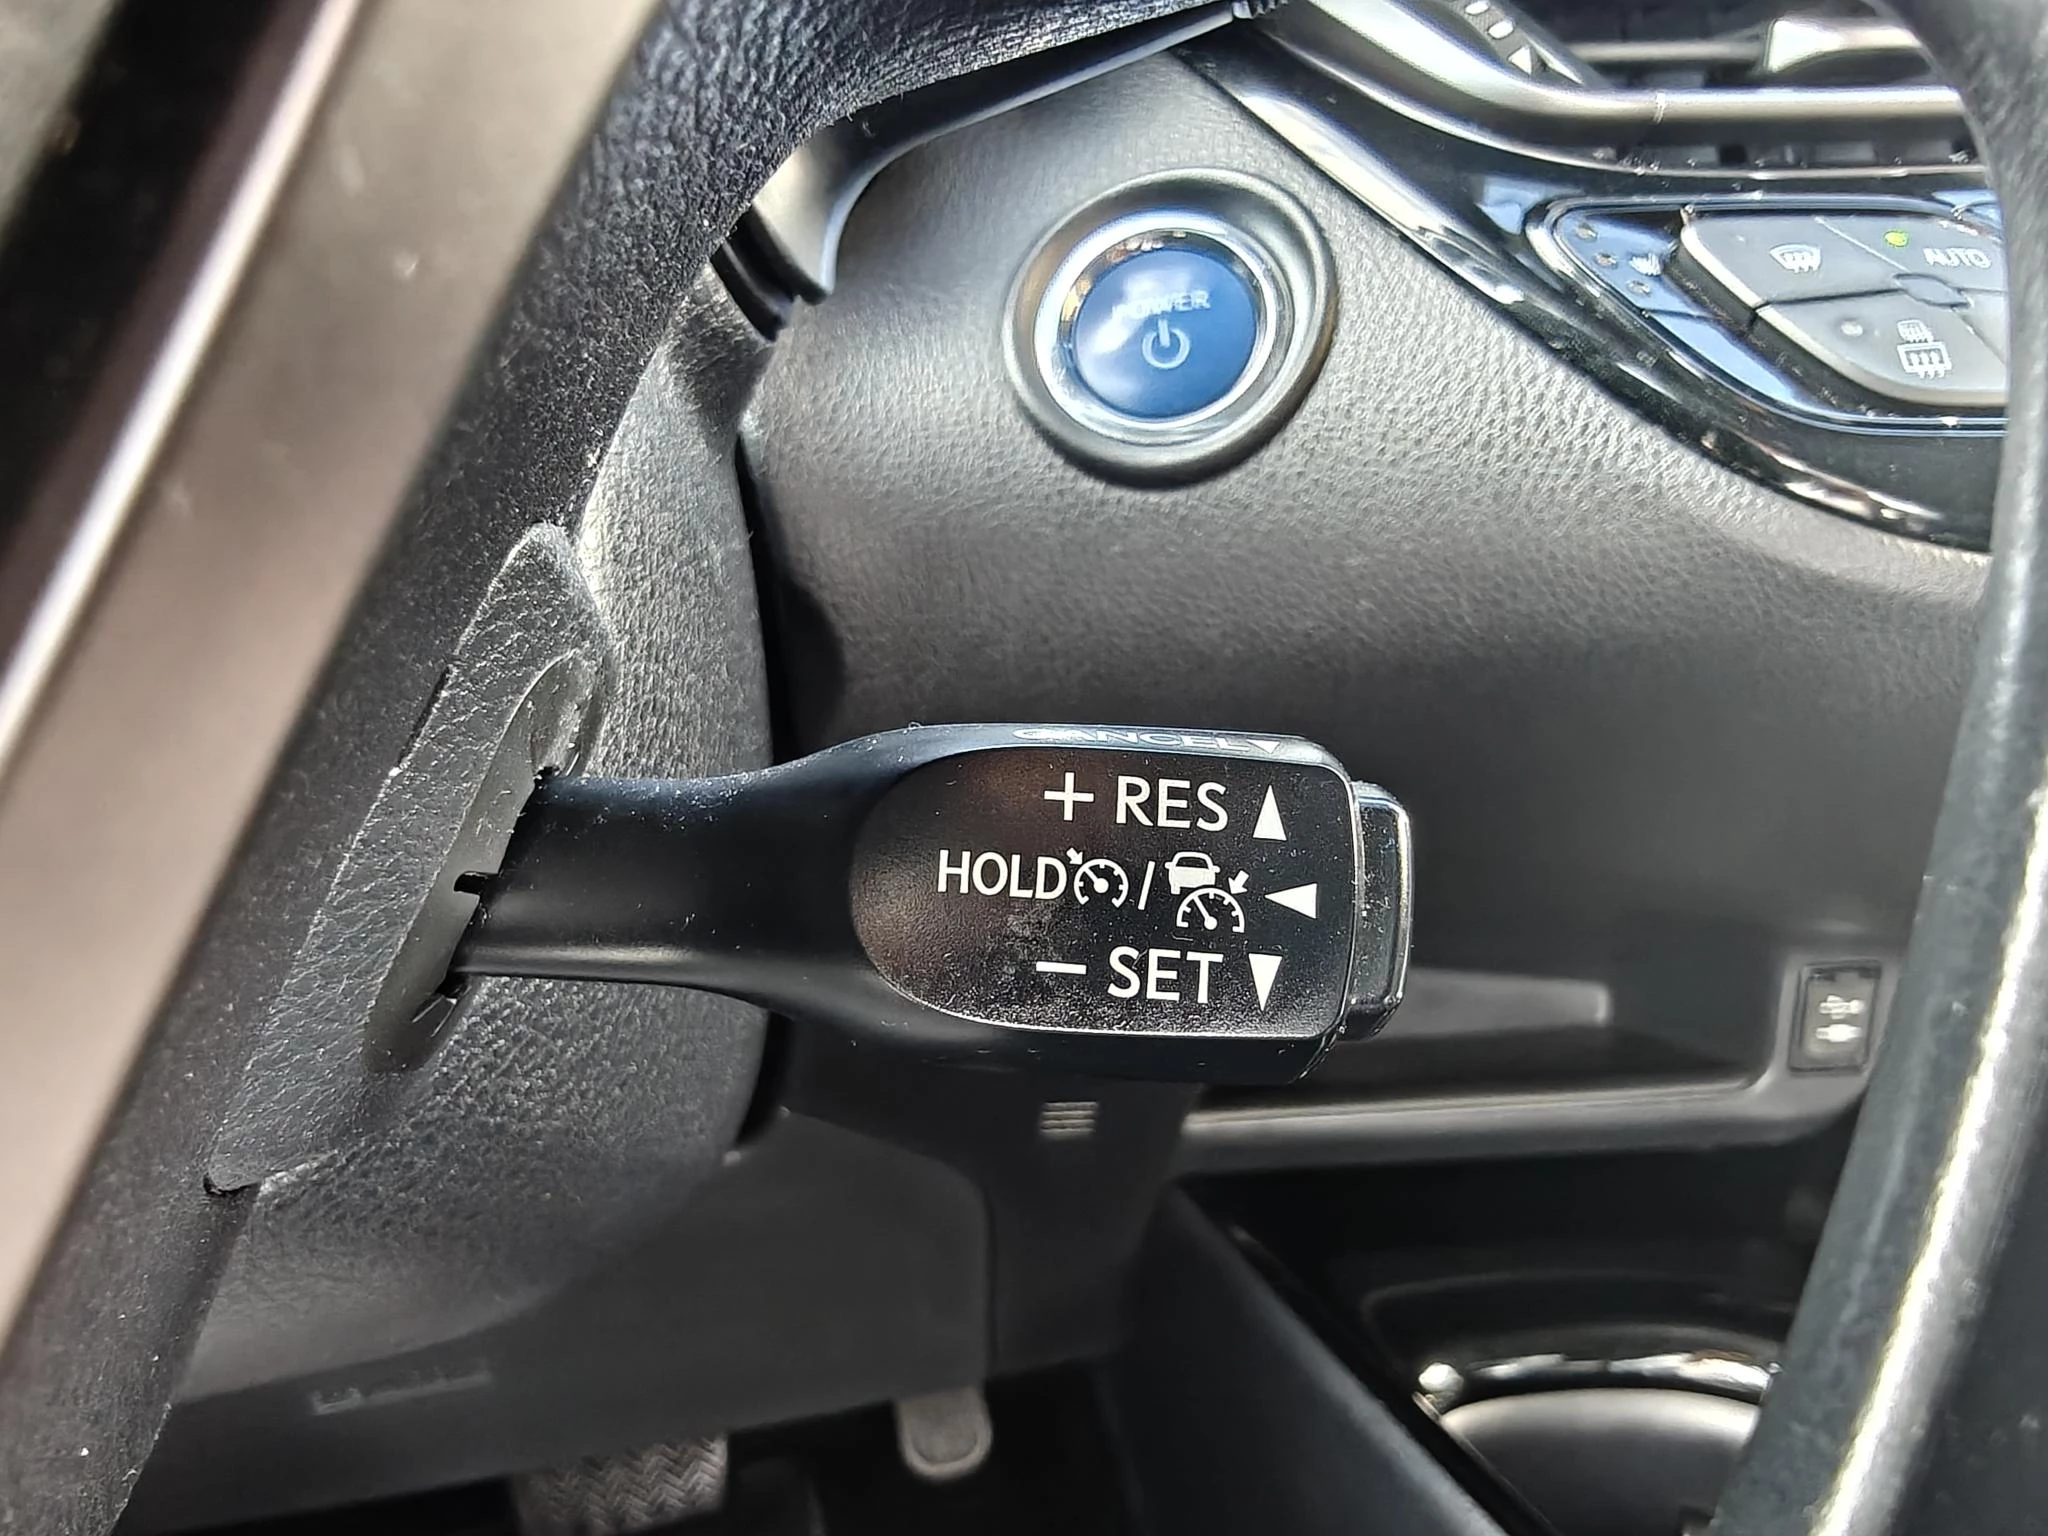 POWER
AUTO
CANCEL
+ RES
HOLD /
− SET